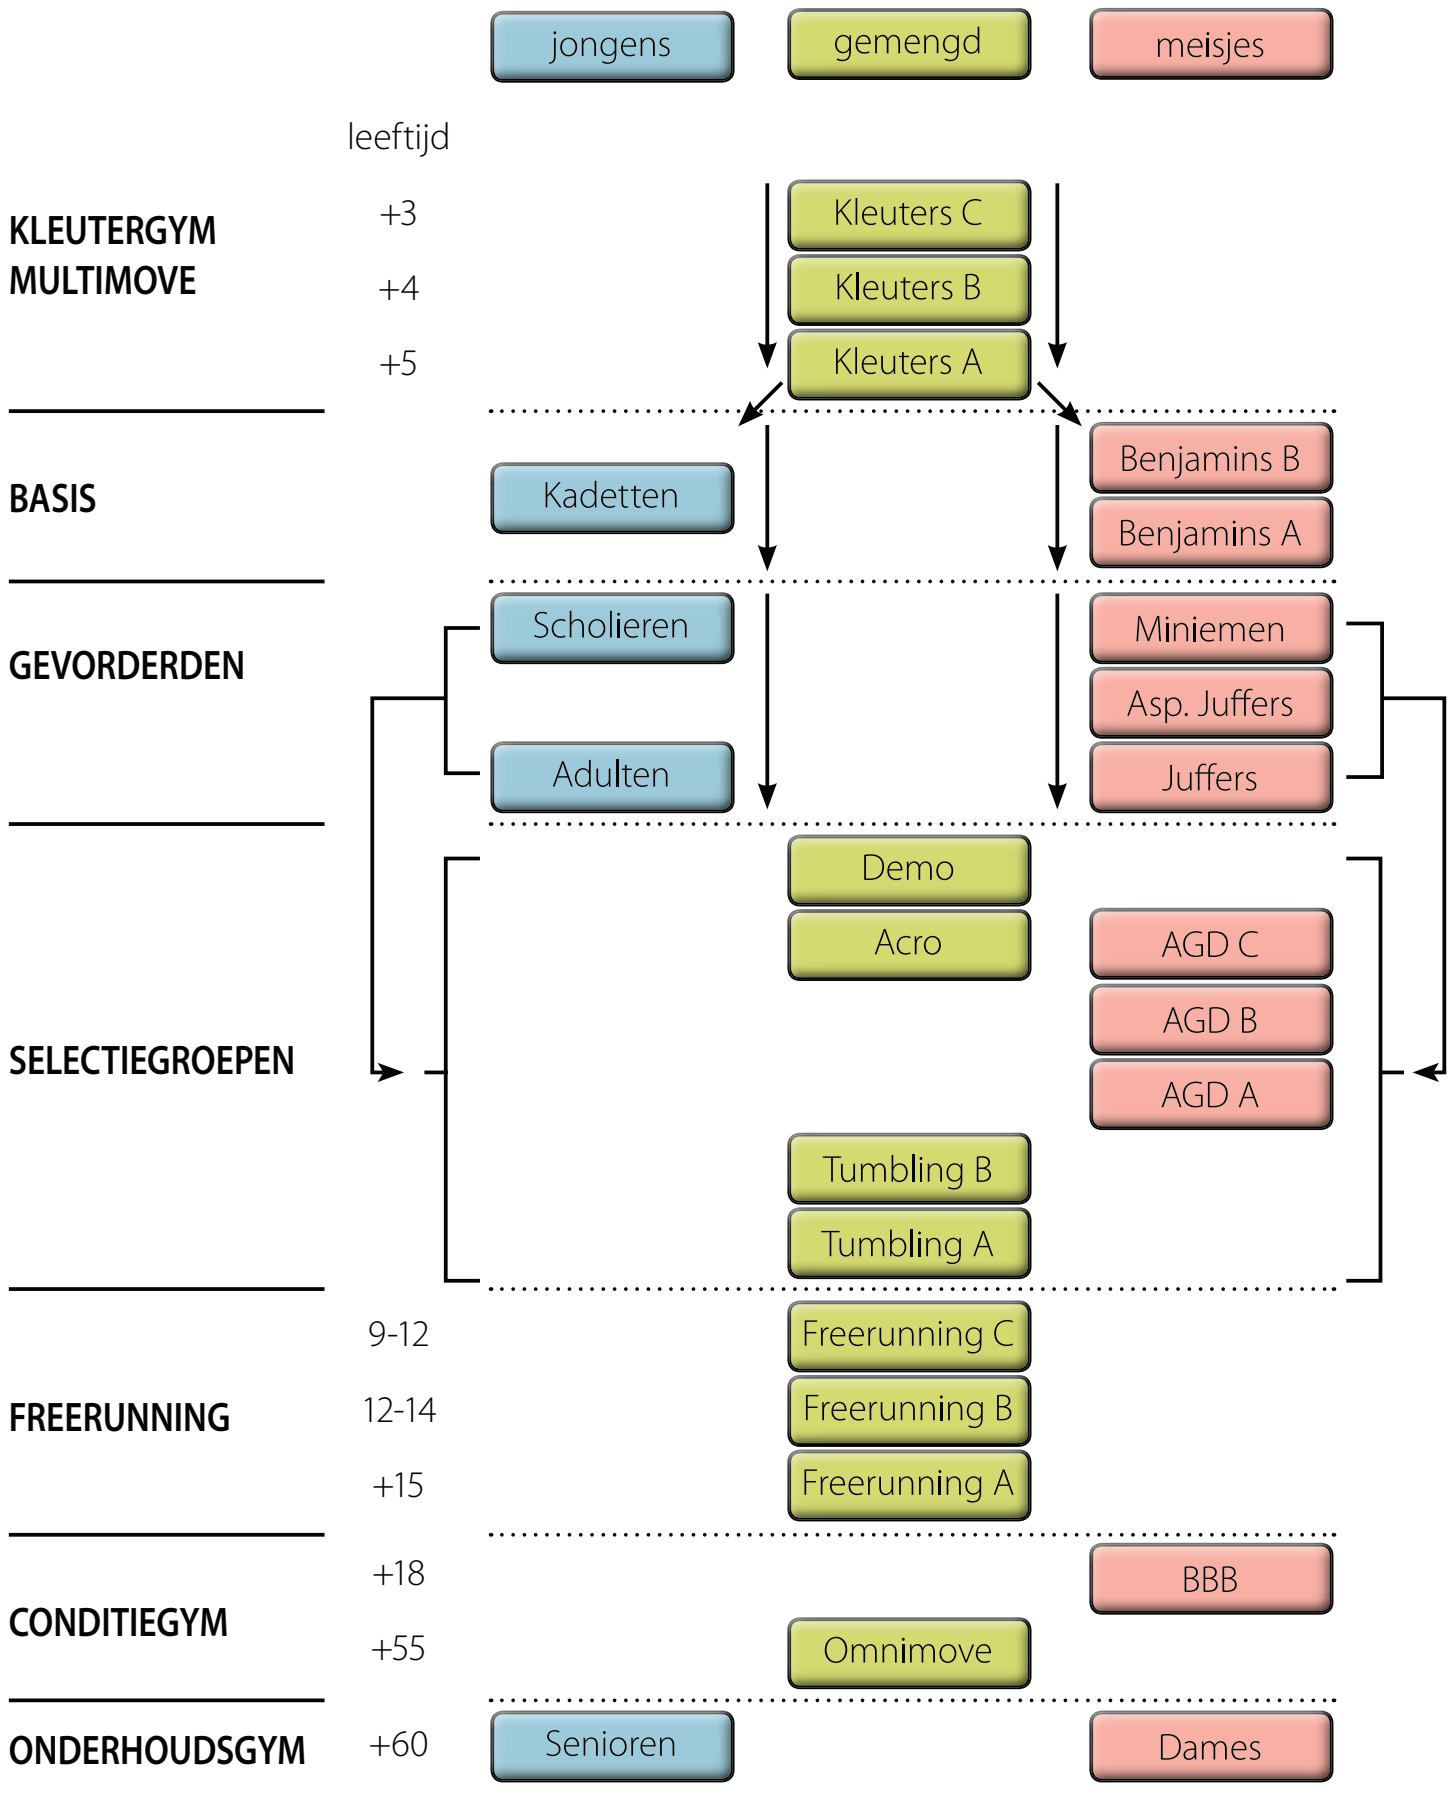 jongens
gemengd
meisjes
leeftijd
KLEUTERGYM
MULTIMOVE
+3
Kleuters C
+4
Kleuters B
+5
Kleuters A
BASIS
Kadetten
Benjamins B
Benjamins A
GEVORDERDEN
Scholieren
Miniemen
Asp. Juffers
Adulten
Juffers
SELECTIEGROEPEN
Demo
Acro
AGD C
AGD B
AGD A
Tumbling B
Tumbling A
FREERUNNING
9-12
Freerunning C
12-14
Freerunning B
+15
Freerunning A
CONDITIEGYM
+18
BBB
+55
Omnimove
ONDERHOUDSGYM
+60
Senioren
Dames